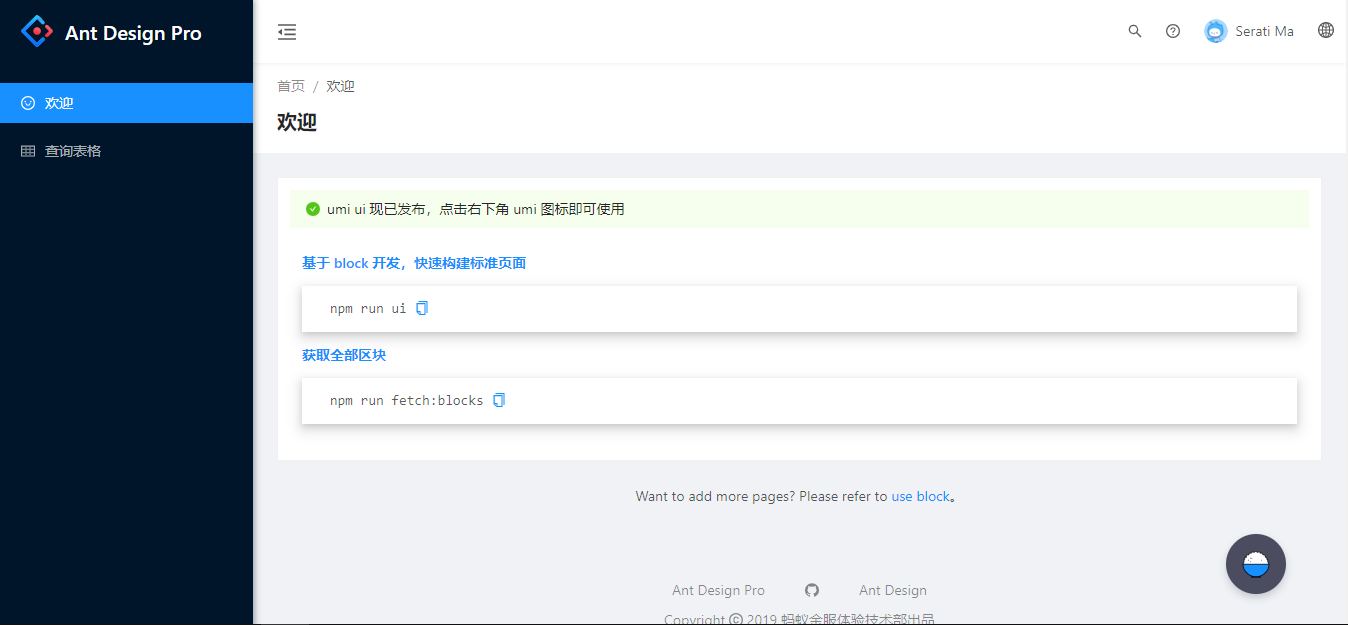 Ant Design Pro
Serati Ma
欢迎
查询表格
首页 / 欢迎
欢迎
umi ui 现已发布，点击右下角 umi 图标即可使用
基于 block 开发，快速构建标准页面
npm run ui
获取全部区块
npm run fetch:blocks
Want to add more pages? Please refer to use block。
Ant Design Pro Ant Design
Copyright © 2019 蚂蚁金服体验技术部出品